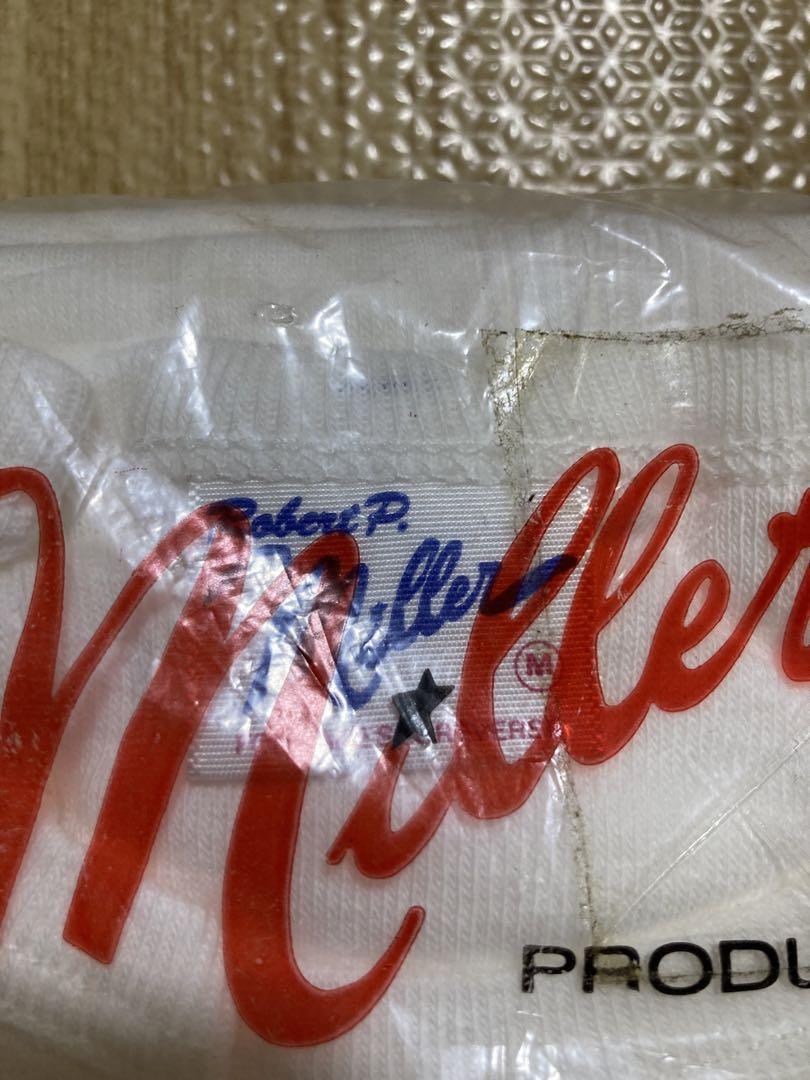 Robert P.
Miller
M
Miller
PRODU